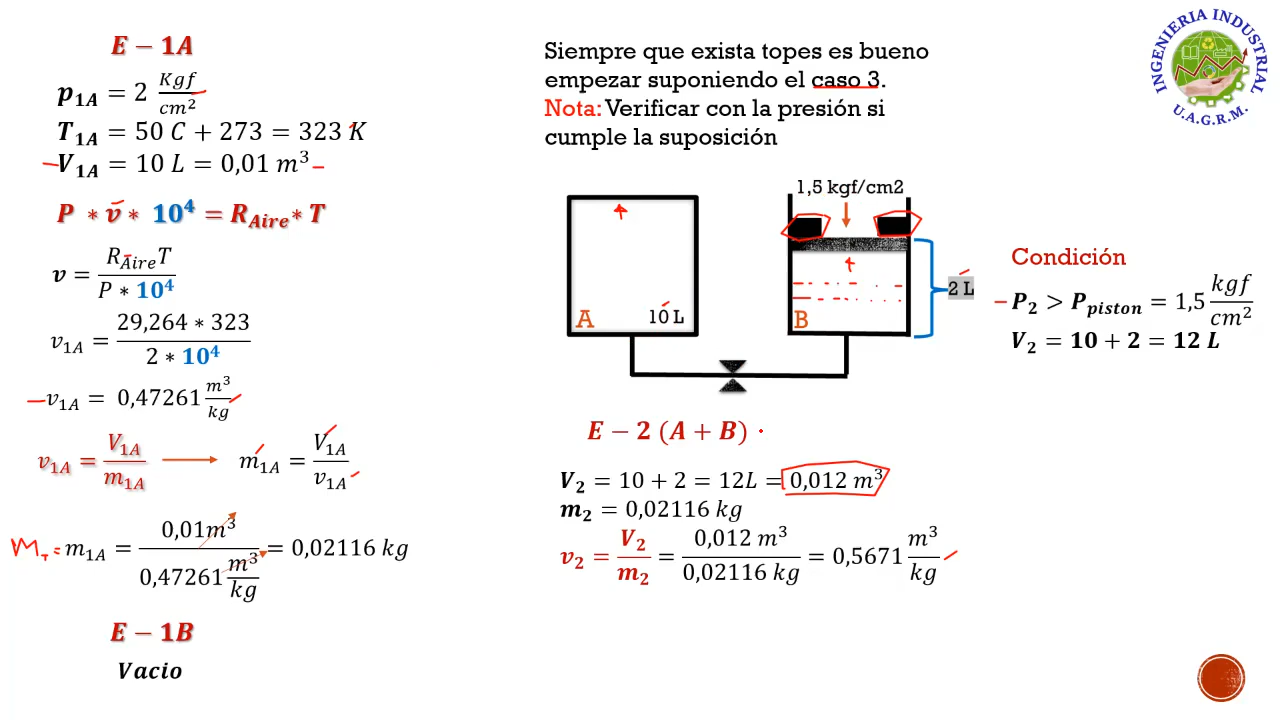 E − 1A
p₁A = 2 Kgf/cm²
T₁A = 50 C + 273 = 323 K
V₁A = 10 L = 0,01 m³
P * v * 10⁴ = R_Aire * T
v = R_Aire T / P * 10⁴
v₁A = 29,264 * 323 / 2 * 10⁴
v₁A = 0,47261 m³/kg
v₁A = V₁A / m₁A → m₁A = V₁A / v₁A
M_T = m₁A = 0,01m³ / 0,47261 m³/kg = 0,02116 kg
E − 1B
Vacio
Siempre que exista topes es bueno
empezar suponiendo el caso 3.
Nota: Verificar con la presión si
cumple la suposición
1,5 kgf/cm2
A
10 L
B
2 L
Condición
P₂ > P_piston = 1,5 kgf/cm²
V₂ = 10 + 2 = 12 L
E − 2 (A + B)
V₂ = 10 + 2 = 12L = 0,012 m³
m₂ = 0,02116 kg
v₂ = V₂/m₂ = 0,012 m³ / 0,02116 kg = 0,5671 m³/kg
INGENIERIA INDUSTRIAL
U.A.G.R.M.